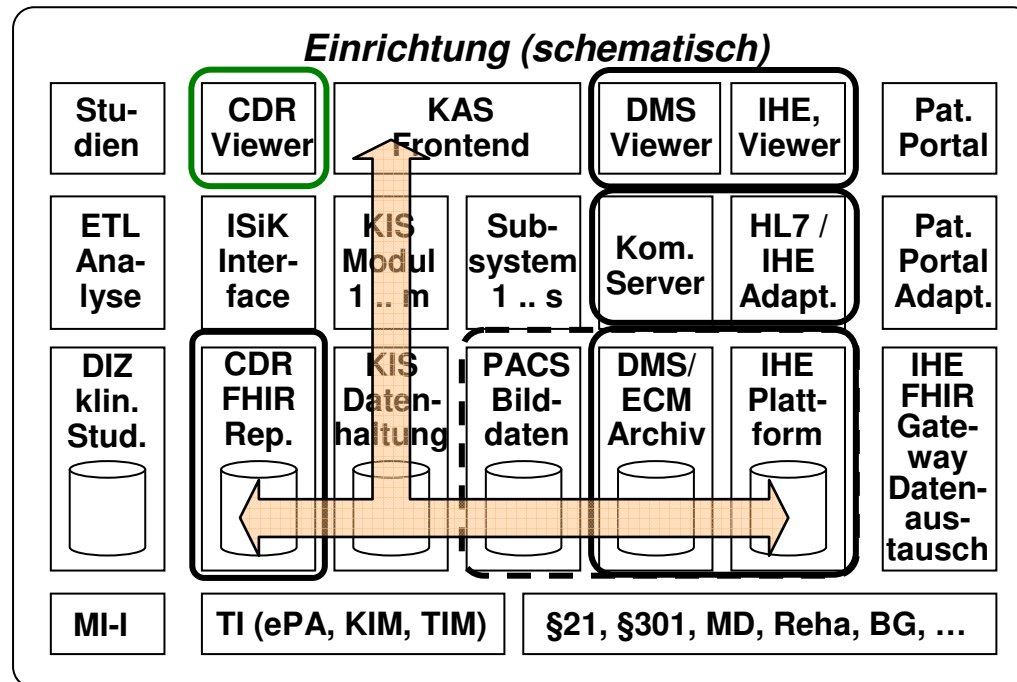 Einrichtung (schematisch)
Stu-
dien
CDR
Viewer
KAS
Frontend
DMS
Viewer
IHE,
Viewer
Pat.
Portal
ETL
Ana-
lyse
ISiK
Inter-
face
KIS
Modul
1 .. m
Sub-
system
1 .. s
Kom.
Server
HL7 /
IHE
Adapt.
Pat.
Portal
Adapt.
DIZ
klin.
Stud.
CDR
FHIR
Rep.
KIS
Daten-
haltung
PACS
Bild-
daten
DMS/
ECM
Archiv
IHE
Platt-
form
IHE
FHIR
Gate-
way
Daten-
aus-
tausch
MI-I
TI (ePA, KIM, TIM)
§21, §301, MD, Reha, BG, …